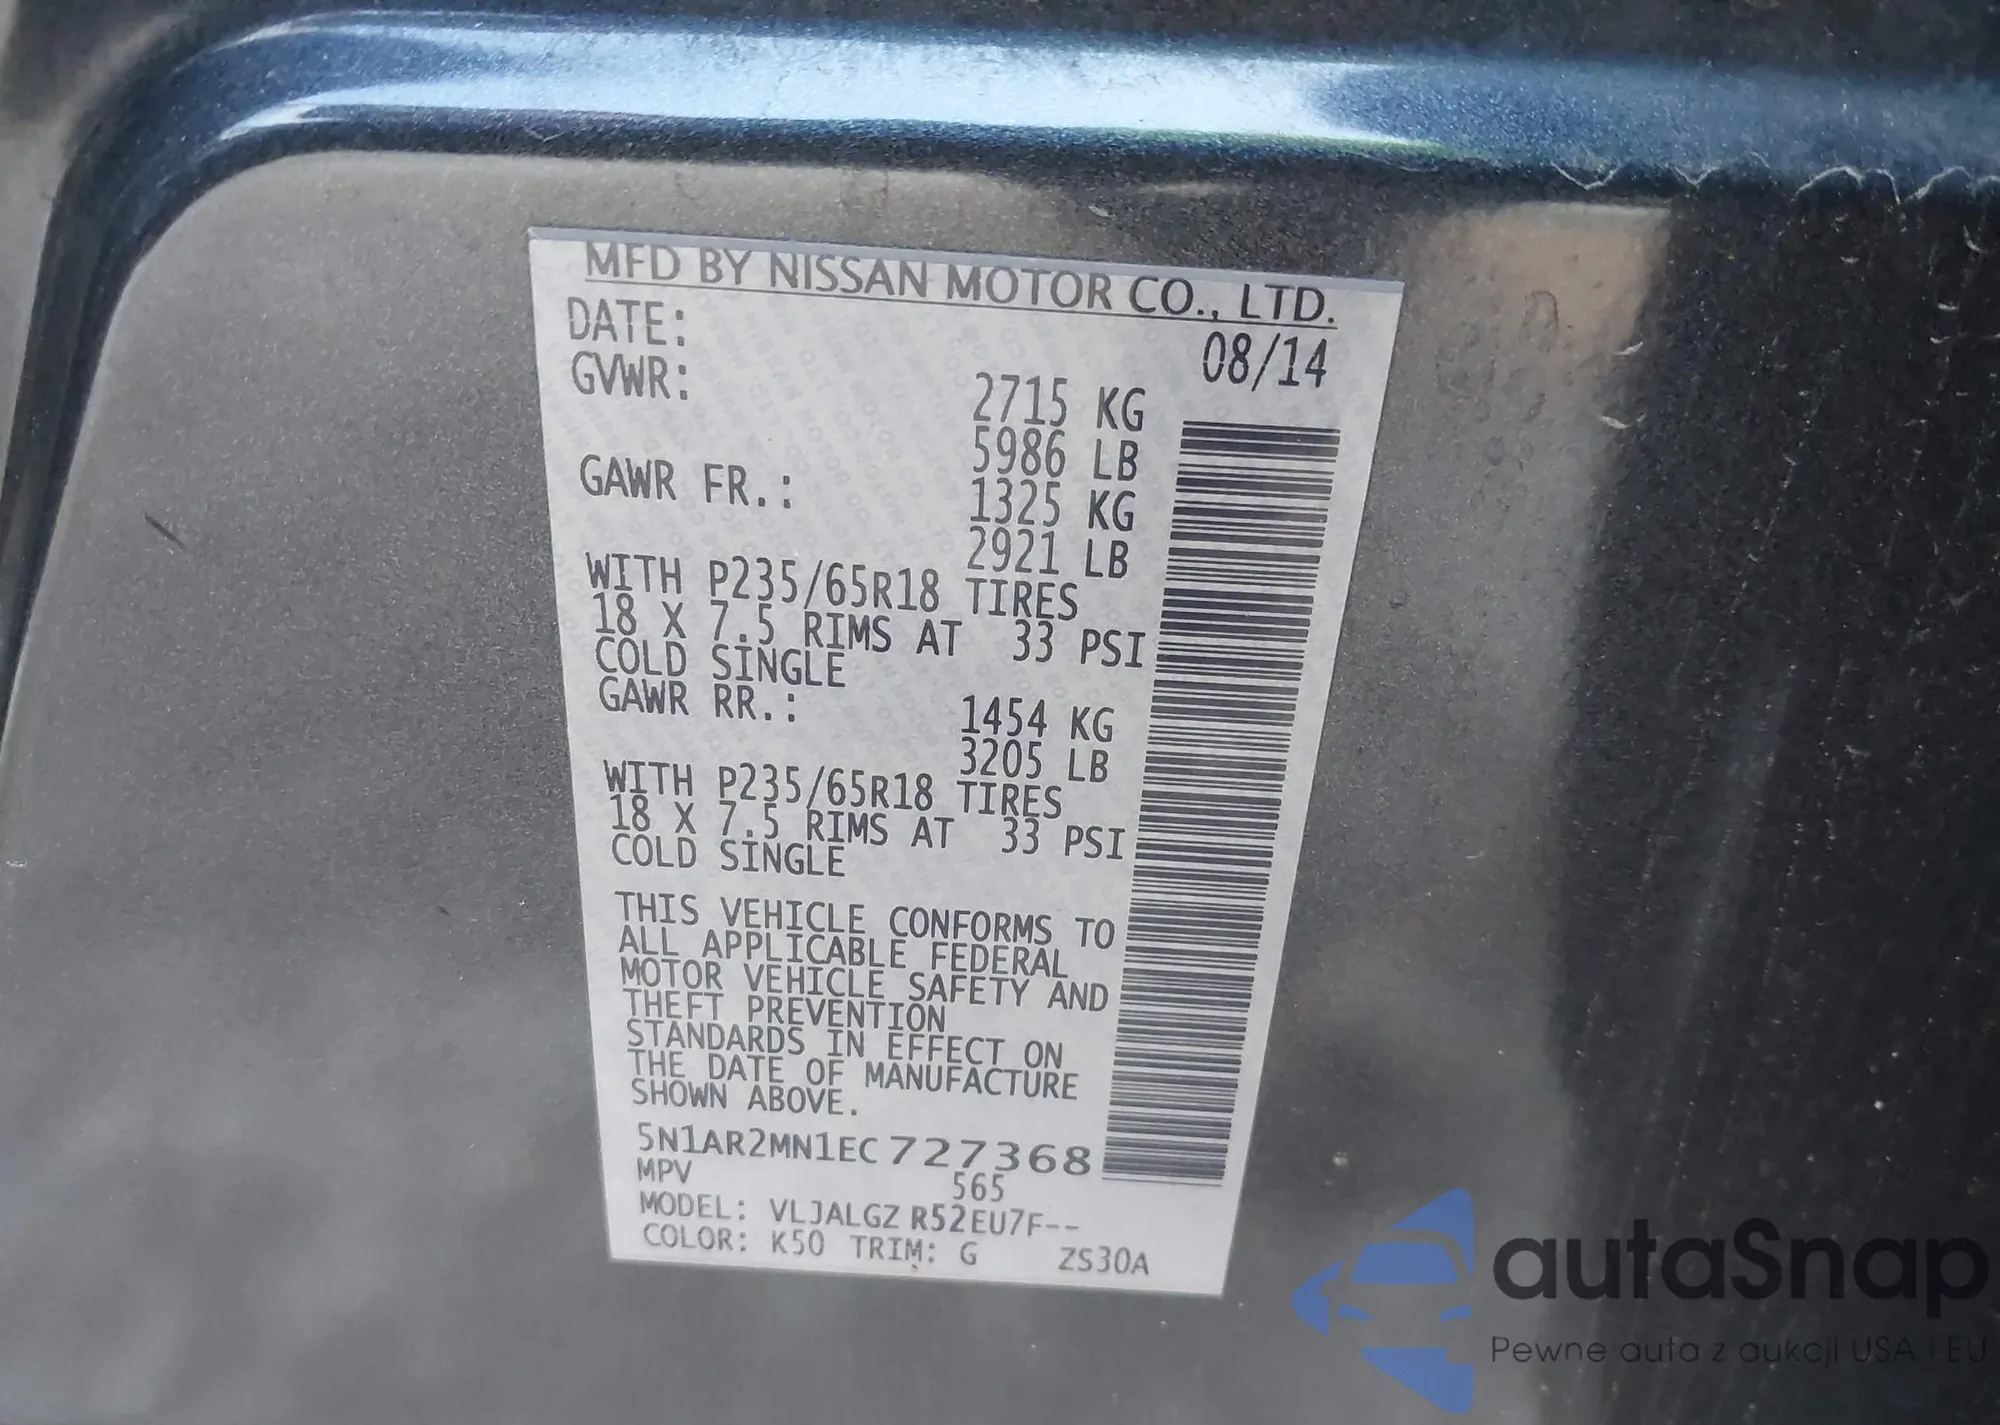 MFD BY NISSAN MOTOR CO., LTD.
DATE: 08/14
GVWR: 2715 KG
5986 LB
GAWR FR.: 1325 KG
2921 LB
WITH P235/65R18 TIRES
18 X 7.5 RIMS AT 33 PSI
COLD SINGLE
GAWR RR.: 1454 KG
3205 LB
WITH P235/65R18 TIRES
18 X 7.5 RIMS AT 33 PSI
COLD SINGLE
THIS VEHICLE CONFORMS TO
ALL APPLICABLE FEDERAL
MOTOR VEHICLE SAFETY AND
THEFT PREVENTION
STANDARDS IN EFFECT ON
THE DATE OF MANUFACTURE
SHOWN ABOVE.
5N1AR2MN1EC727368
MPV 565
MODEL: VLJALGZ R52EU7F--
COLOR: K50 TRIM: G ZS30A
autaSnap
Pewne auta z aukcji USA i EU